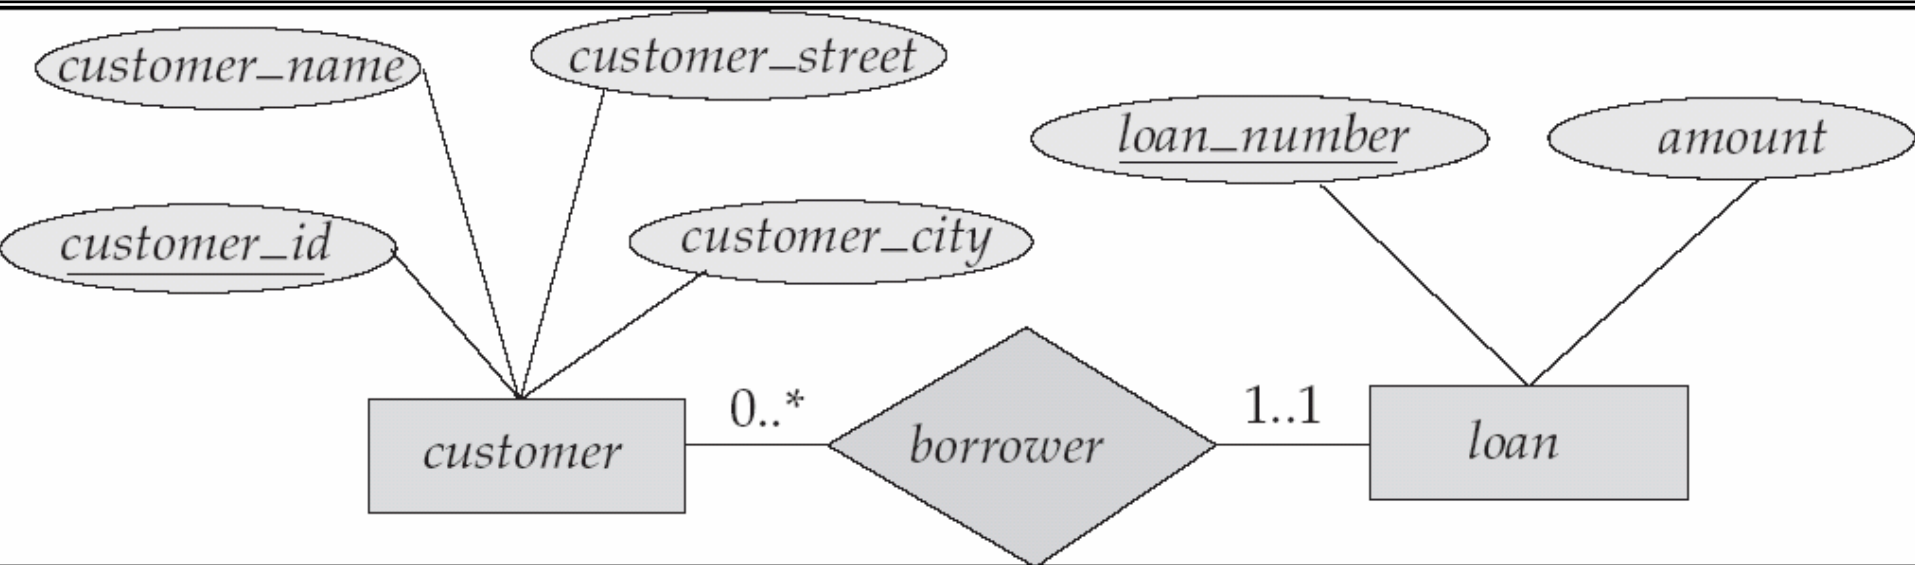 customer_name
customer_street
loan_number
amount
customer_id
customer_city
customer
0..*
borrower
1..1
loan